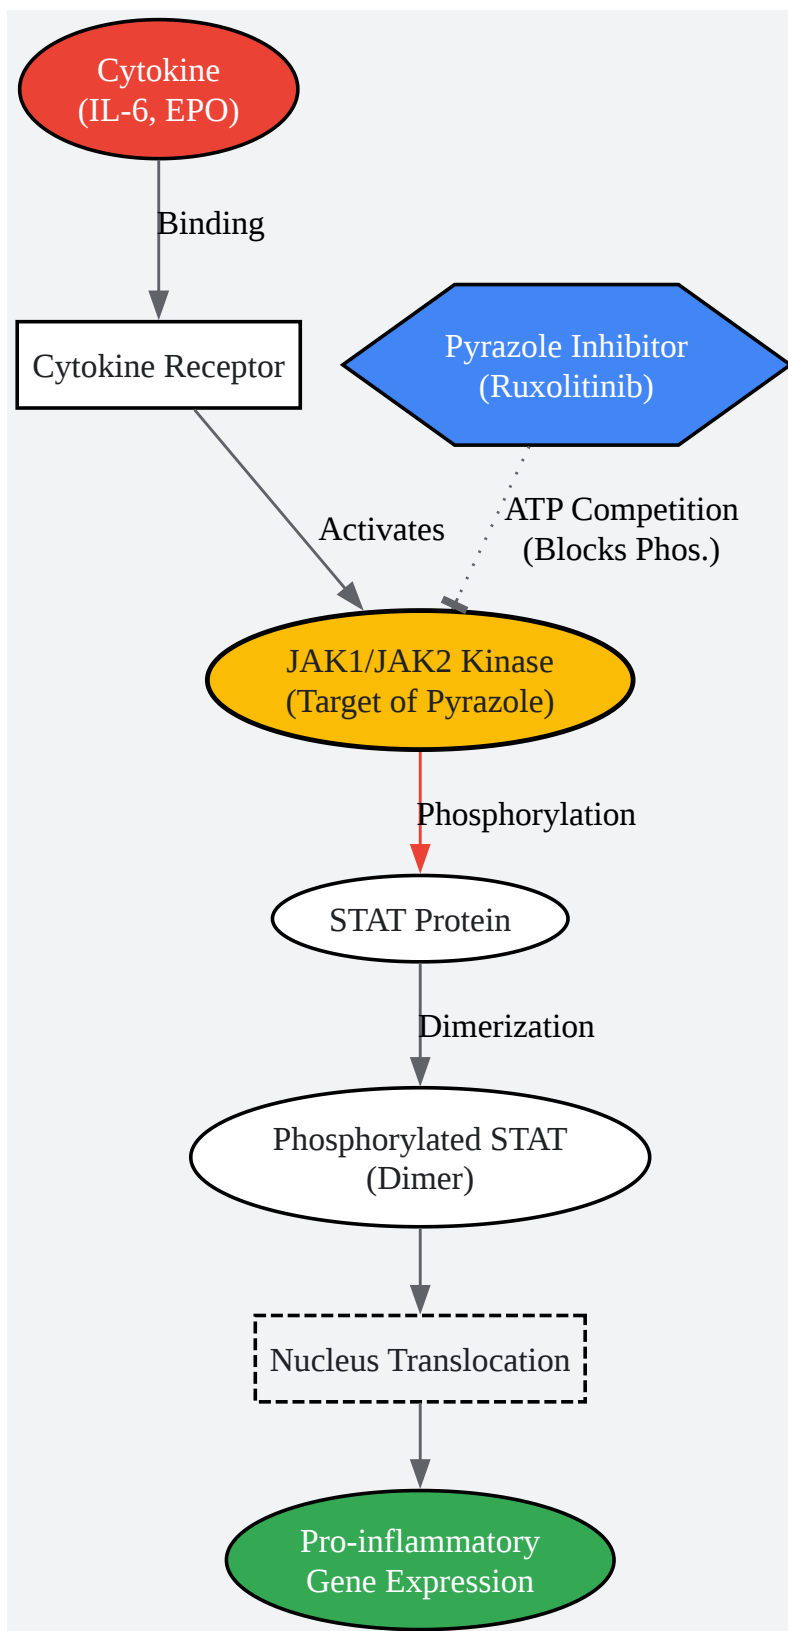 Cytokine
(IL-6, EPO)
Binding
Cytokine Receptor
Pyrazole Inhibitor
(Ruxolitinib)
Activates
ATP Competition
(Blocks Phos.)
JAK1/JAK2 Kinase
(Target of Pyrazole)
Phosphorylation
STAT Protein
Dimerization
Phosphorylated STAT
(Dimer)
Nucleus Translocation
Pro-inflammatory
Gene Expression